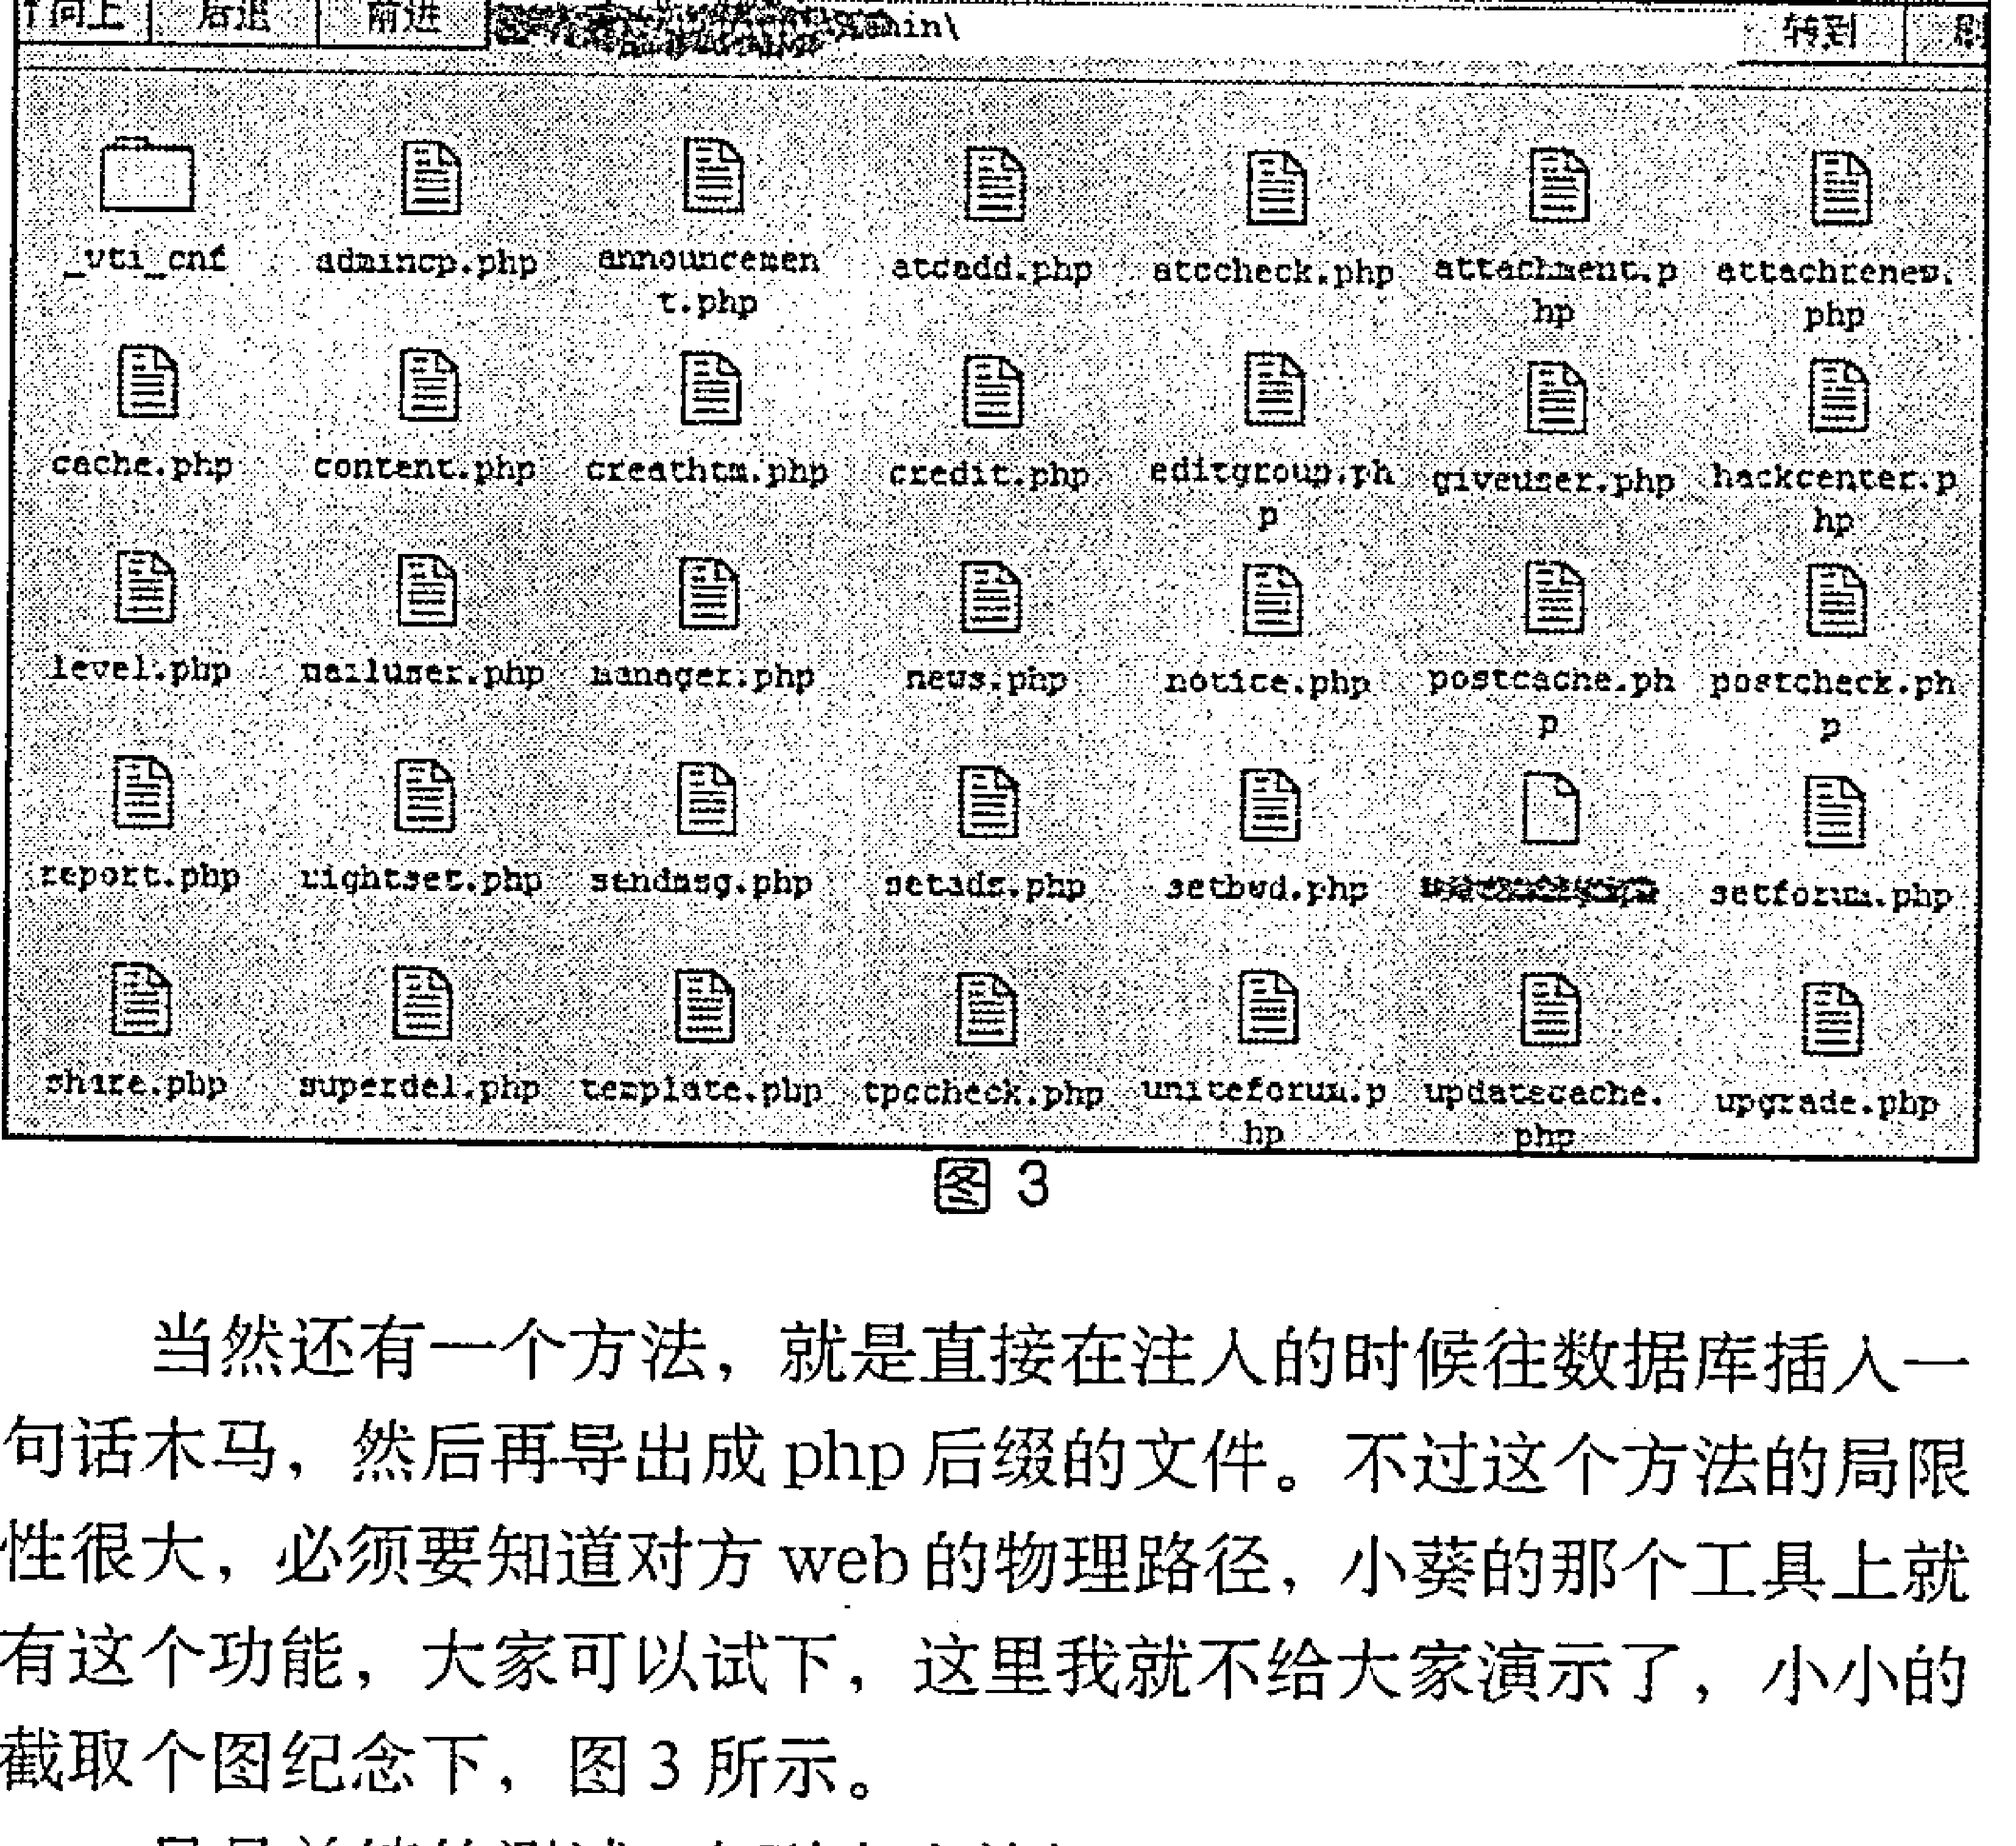 向上 后退 前进 admin\ 转到
_vti_cnf admincp.php announcemen atcadd.php atccheck.php attachment.p attachrenew.
t.php hp php
cache.php content.php creathtm.php credit.php editgroup.ph giveuser.php hackcenter.p
p hp
level.php mailuser.php manager.php news.php notice.php postcache.ph postcheck.ph
p p
report.php rightset.php sendmsg.php setads.php setbwd.php setforum.php
share.php superdel.php template.php tpccheck.php uniteforum.p updatecache. upgrade.php
hp php
图 3
当然还有一个方法，就是直接在注入的时候往数据库插入一
句话木马，然后再导出成 php 后缀的文件。不过这个方法的局限
性很大，必须要知道对方 web 的物理路径，小葵的那个工具上就
有这个功能，大家可以试下，这里我就不给大家演示了，小小的
截取个图纪念下，图 3 所示。